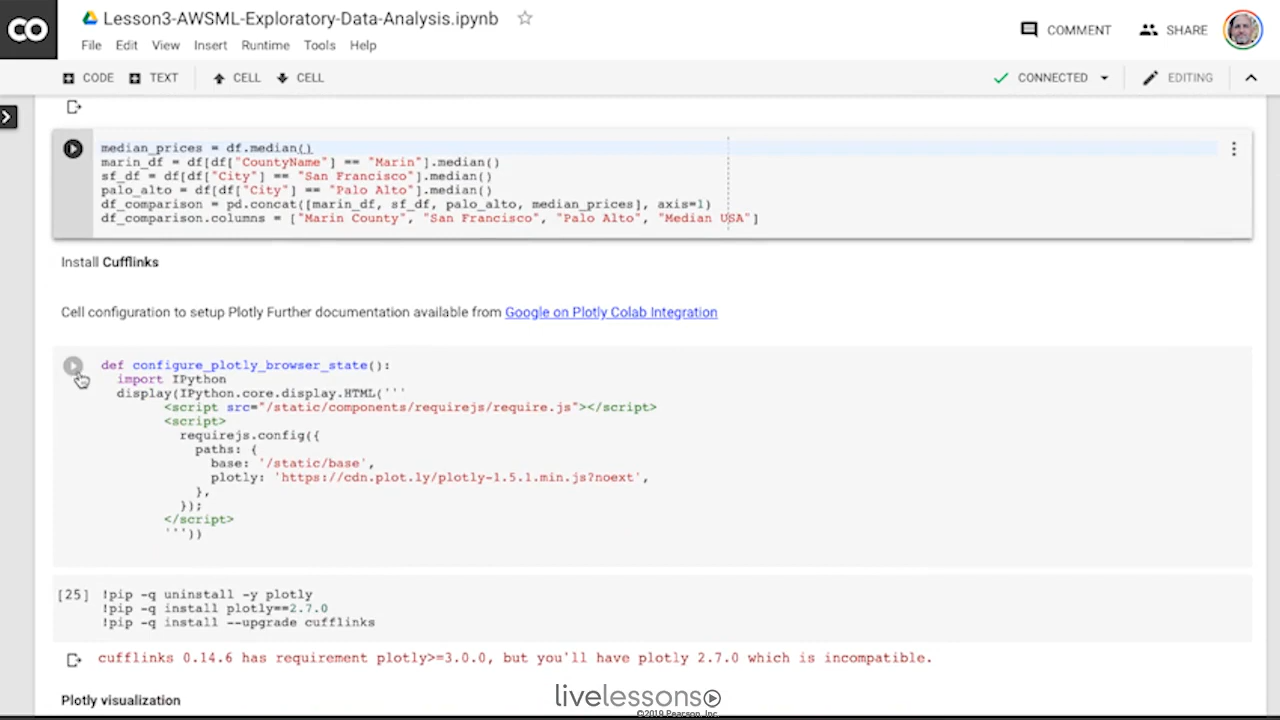 CO
Lesson3-AWSML-Exploratory-Data-Analysis.ipynb
COMMENT
SHARE
File Edit View Insert Runtime Tools Help
CODE TEXT CELL CELL
CONNECTED
EDITING
median_prices = df.median()
marin_df = df[df["CountyName"] == "Marin"].median()
sf_df = df[df["City"] == "San Francisco"].median()
palo_alto = df[df["City"] == "Palo Alto"].median()
df_comparison = pd.concat([marin_df, sf_df, palo_alto, median_prices], axis=1)
df_comparison.columns = ["Marin County", "San Francisco", "Palo Alto", "Median USA"]
Install Cufflinks
Cell configuration to setup Plotly Further documentation available from Google on Plotly Colab Integration
def configure_plotly_browser_state():
import IPython
display(IPython.core.display.HTML('''
<script src="/static/components/requirejs/require.js"></script>
<script>
requirejs.config({
paths: {
base: '/static/base',
plotly: 'https://cdn.plot.ly/plotly-1.5.1.min.js?noext',
},
});
</script>
'''))
[25] !pip -q uninstall -y plotly
!pip -q install plotly==2.7.0
!pip -q install --upgrade cufflinks
cufflinks 0.14.6 has requirement plotly>=3.0.0, but you'll have plotly 2.7.0 which is incompatible.
Plotly visualization
livelessons
©2019 Pearson, Inc.